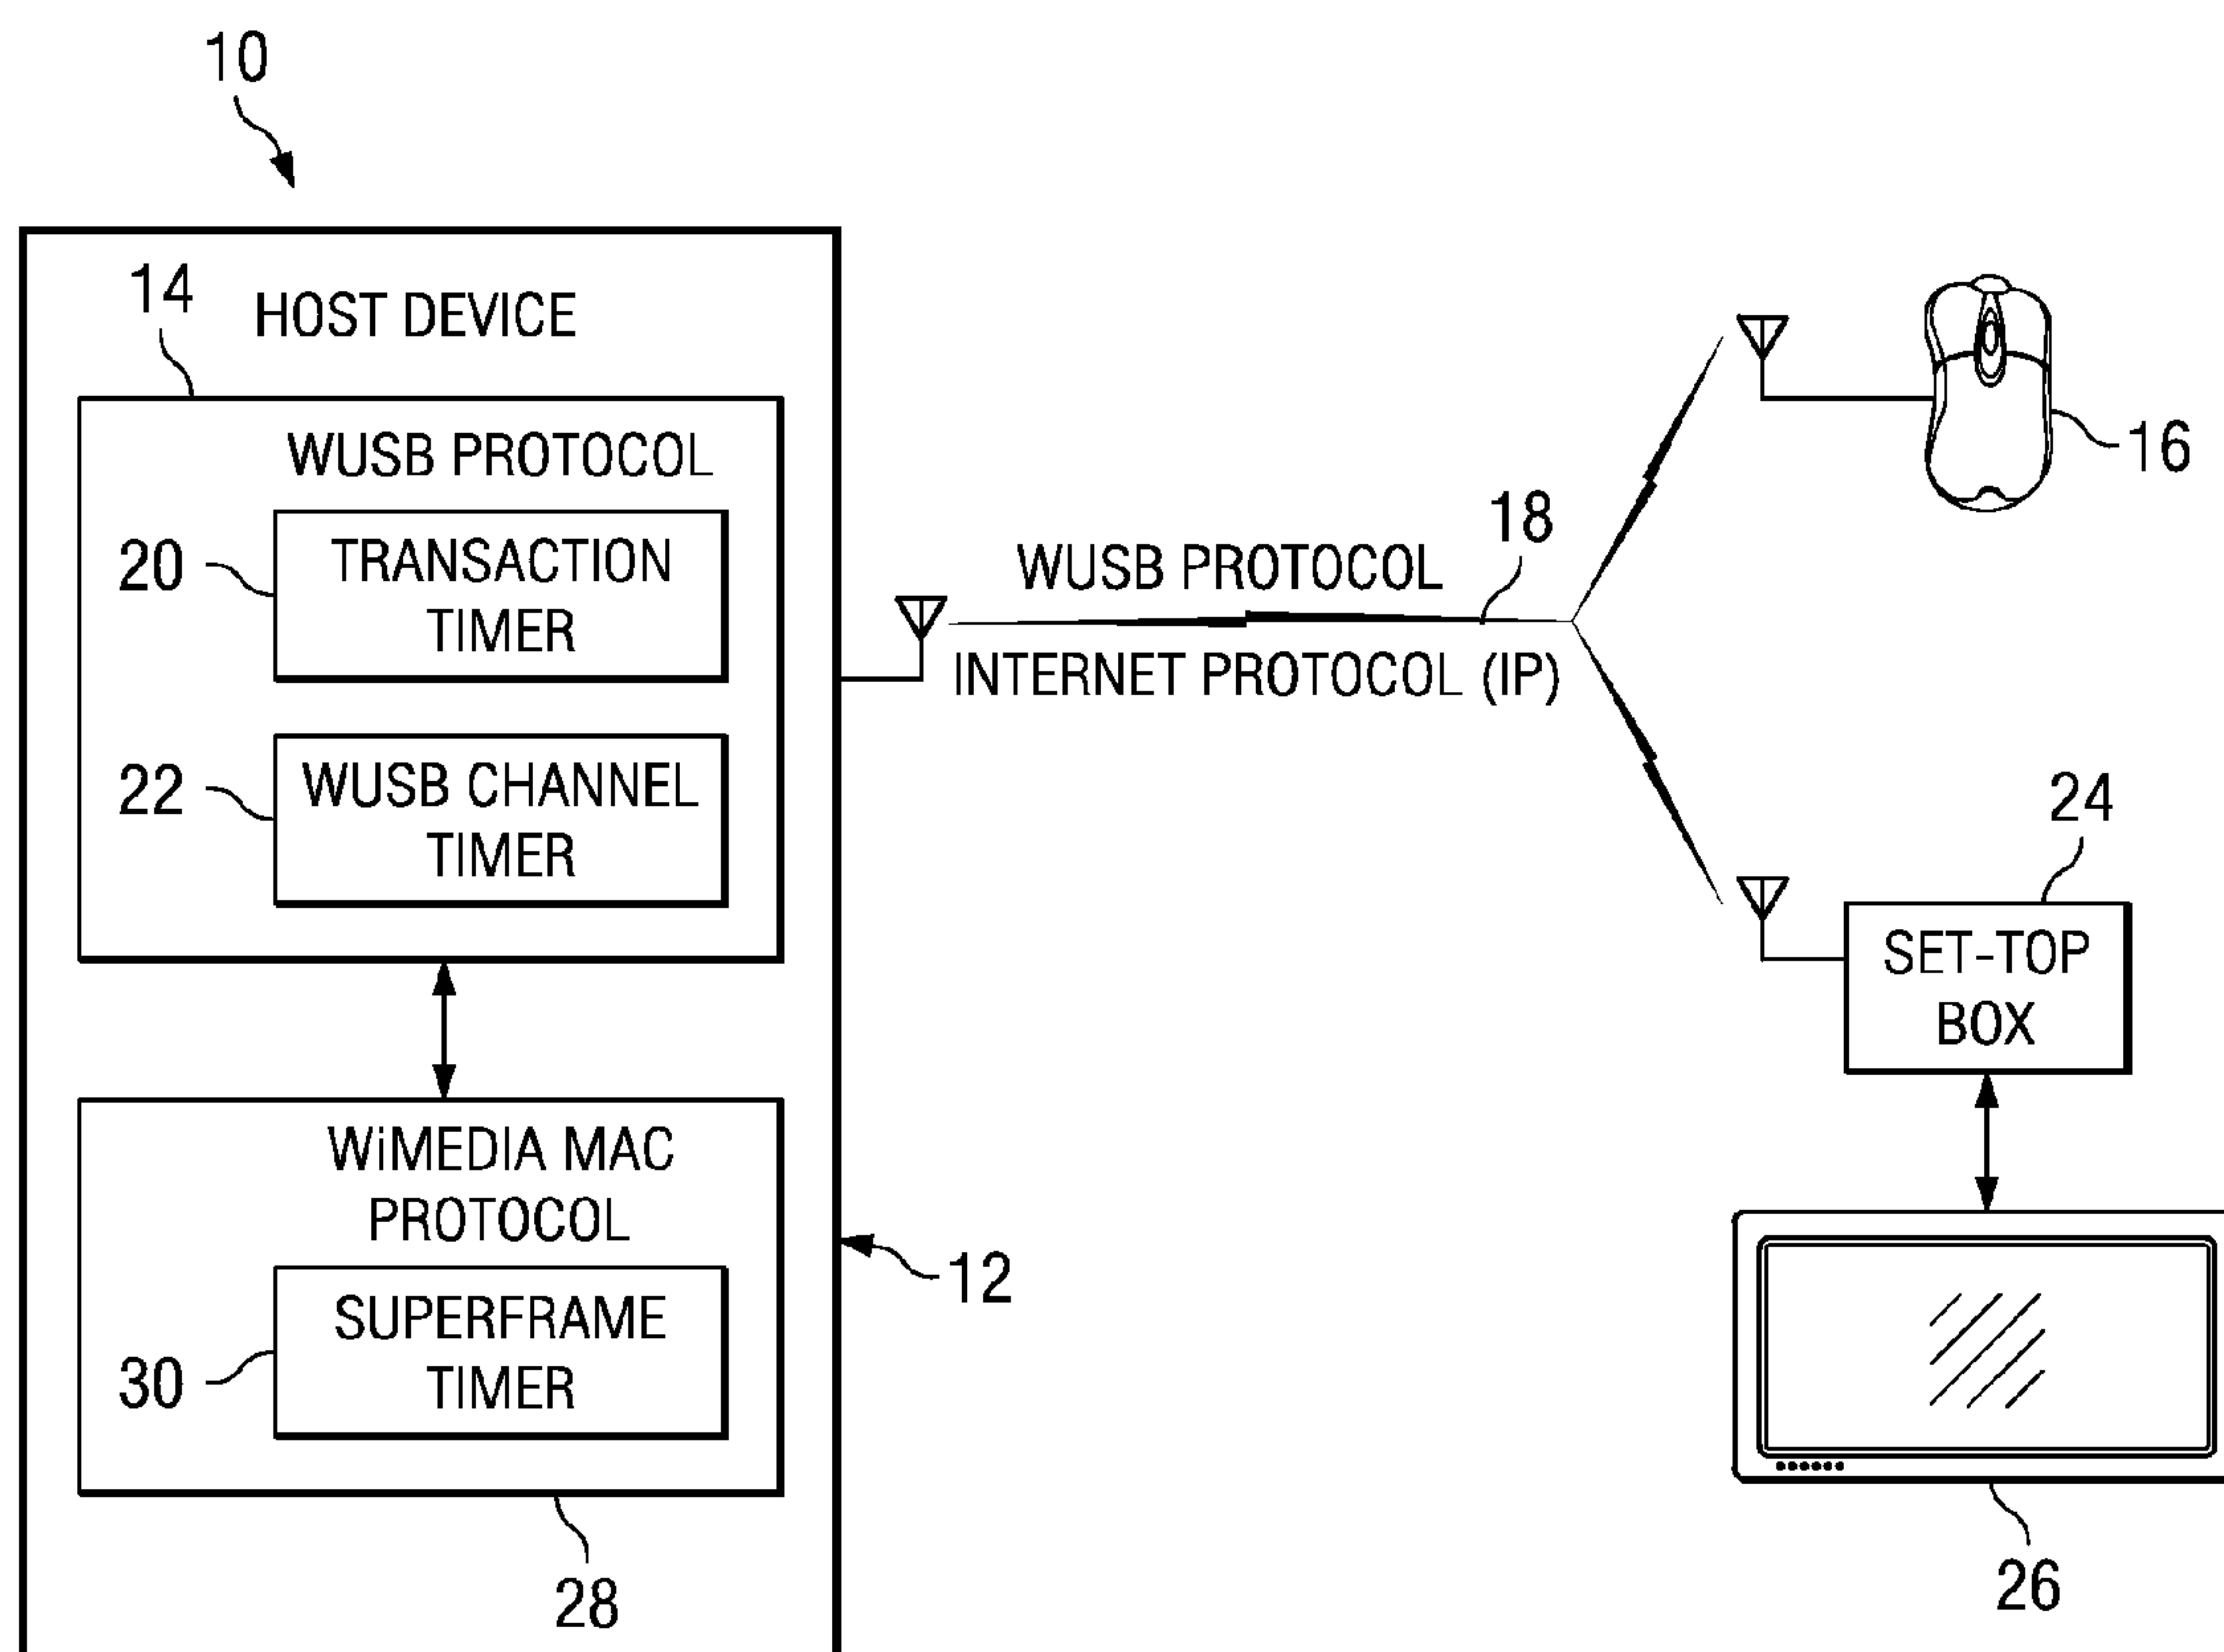 10
14
HOST DEVICE
WUSB PROTOCOL
20
TRANSACTION
TIMER
22
WUSB CHANNEL
TIMER
WiMEDIA MAC
PROTOCOL
30
SUPERFRAME
TIMER
28
12
WUSB PROTOCOL
18
INTERNET PROTOCOL (IP)
16
24
SET-TOP
BOX
26